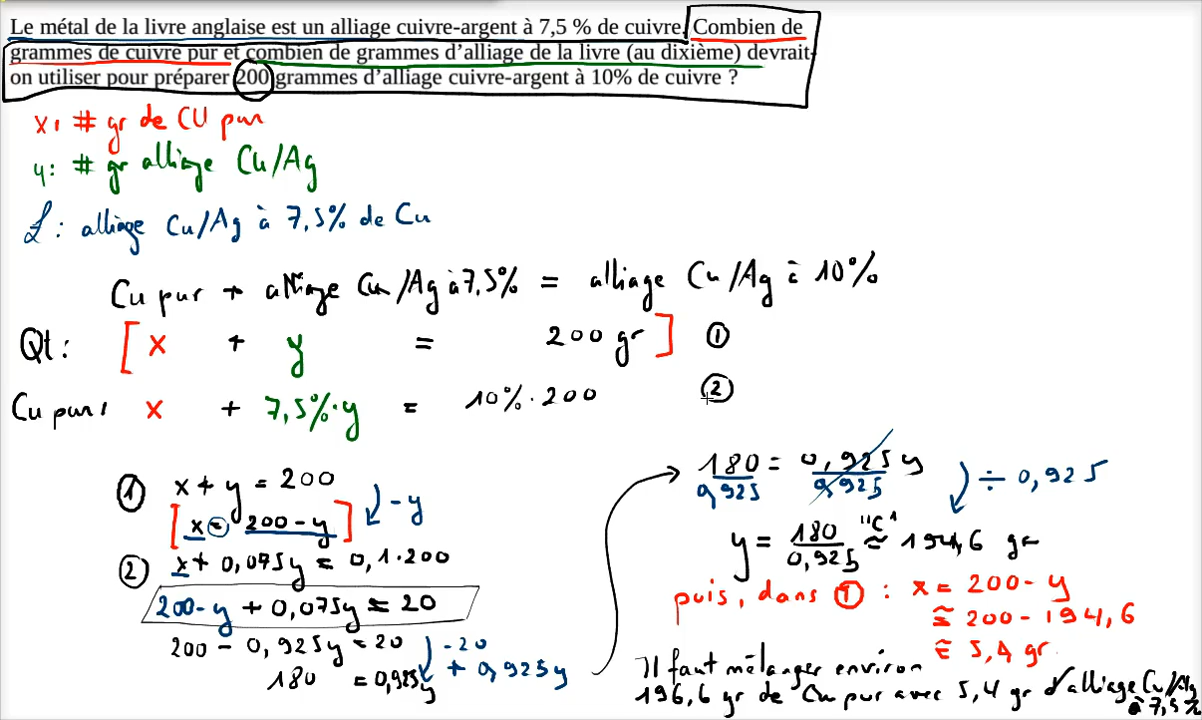 Le métal de la livre anglaise est un alliage cuivre-argent à 7,5 % de cuivre. Combien de
grammes de cuivre pur et combien de grammes d'alliage de la livre (au dixième) devrait-
on utiliser pour préparer 200 grammes d'alliage cuivre-argent à 10% de cuivre ?
x: # gr de CU pur
y: # gr alliage Cu/Ag
L: alliage Cu/Ag à 7,5% de Cu
Cu pur + alliage Cu/Ag à 7,5% = alliage Cu/Ag à 10%
Qt: [ x + y = 200 gr ] ①
Cu pur: x + 7,5%·y = 10%·200 ②
① x + y = 200
[ x = 200 - y ] - y
② x + 0,075y = 0,1·200
200 - y + 0,075y = 20
200 - 0,925y = 20 - 20
180 = 0,925y + 0,925y
180 = 0,925 y ÷ 0,925
0,925 0,925
y = 180/0,925 "C" ≈ 194,6 gr
puis, dans ① : x = 200 - y
≈ 200 - 194,6
≈ 5,4 gr
Il faut mélanger environ
196,6 gr de Cu pur avec 5,4 gr d'alliage Cu/Ag
à 7,5%